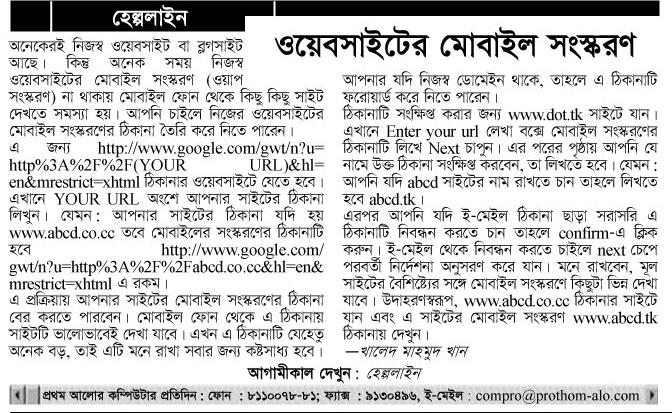 হেল্পলাইন
ওয়েবসাইটের মোবাইল সংস্করণ
অনেকেরই নিজস্ব ওয়েবসাইট বা ব্লগসাইট
আছে। কিন্তু অনেক সময় নিজস্ব
ওয়েবসাইটের মোবাইল সংস্করণ (ওয়াপ
সংস্করণ) না থাকায় মোবাইল ফোন থেকে কিছু কিছু সাইট
দেখতে সমস্যা হয়। আপনি চাইলে নিজের ওয়েবসাইটের
মোবাইল সংস্করণের ঠিকানা তৈরি করে নিতে পারেন।
এ জন্য http://www.google.com/gwt/n?u=
http%3A%2F%2F(YOUR URL)&hl=
en&mrestrict=xhtml ঠিকানার ওয়েবসাইটে যেতে হবে।
এখানে YOUR URL অংশে আপনার সাইটের ঠিকানা
লিখুন। যেমন: আপনার সাইটের ঠিকানা যদি হয়
www.abcd.co.cc তবে মোবাইলের সংস্করণের ঠিকানাটি
হবে http://www.google.com/
gwt/n?u=http%3A%2F%2Fabcd.co.cc&hl=en&
mrestrict=xhtml এ রকম।
এ প্রক্রিয়ায় আপনার সাইটের মোবাইল সংস্করণের ঠিকানা
বের করতে পারবেন। মোবাইল ফোন থেকে এ ঠিকানায়
সাইটটি ভালোভাবেই দেখা যাবে। এখন এ ঠিকানাটি যেহেতু
অনেক বড়, তাই এটি মনে রাখা সবার জন্য কষ্টসাধ্য হবে।
আপনার যদি নিজস্ব ডোমেইন থাকে, তাহলে এ ঠিকানাটি
ফরোয়ার্ড করে নিতে পারেন।
ঠিকানাটি সংক্ষিপ্ত করার জন্য www.dot.tk সাইটে যান।
এখানে Enter your url লেখা বক্সে মোবাইল সংস্করণের
ঠিকানাটি লিখে Next চাপুন। এর পরের পৃষ্ঠায় আপনি যে
নামে উক্ত ঠিকানা সংক্ষিপ্ত করবেন, তা লিখতে হবে। যেমন:
আপনি যদি abcd সাইটের নাম রাখতে চান তাহলে লিখতে
হবে abcd.tk।
এরপর আপনি যদি ই-মেইল ঠিকানা ছাড়া সরাসরি এ
ঠিকানাটি নিবন্ধন করতে চান তাহলে confirm-এ ক্লিক
করুন। ই-মেইল থেকে নিবন্ধন করতে চাইলে next চেপে
পরবর্তী নির্দেশনা অনুসরণ করে যান। মনে রাখবেন, মূল
সাইটের বৈশিষ্টের সঙ্গে মোবাইল সংস্করণে কিছুটা ভিন্ন দেখা
যাবে। উদাহরণস্বরূপ, www.abcd.co.cc ঠিকানার সাইটে
যান এবং এ সাইটের মোবাইল সংস্করণ www.abcd.tk
ঠিকানায় দেখুন।
—খালেদ মাহমুদ খান
আগামীকাল দেখুন : হেল্পলাইন
প্রথম আলোর কম্পিউটার প্রতিদিন : ফোন : ৮১১০০৭৮-৮১; ফ্যাক্স : ৯১৩০৪৯৬, ই-মেইল : compro@prothom-alo.com